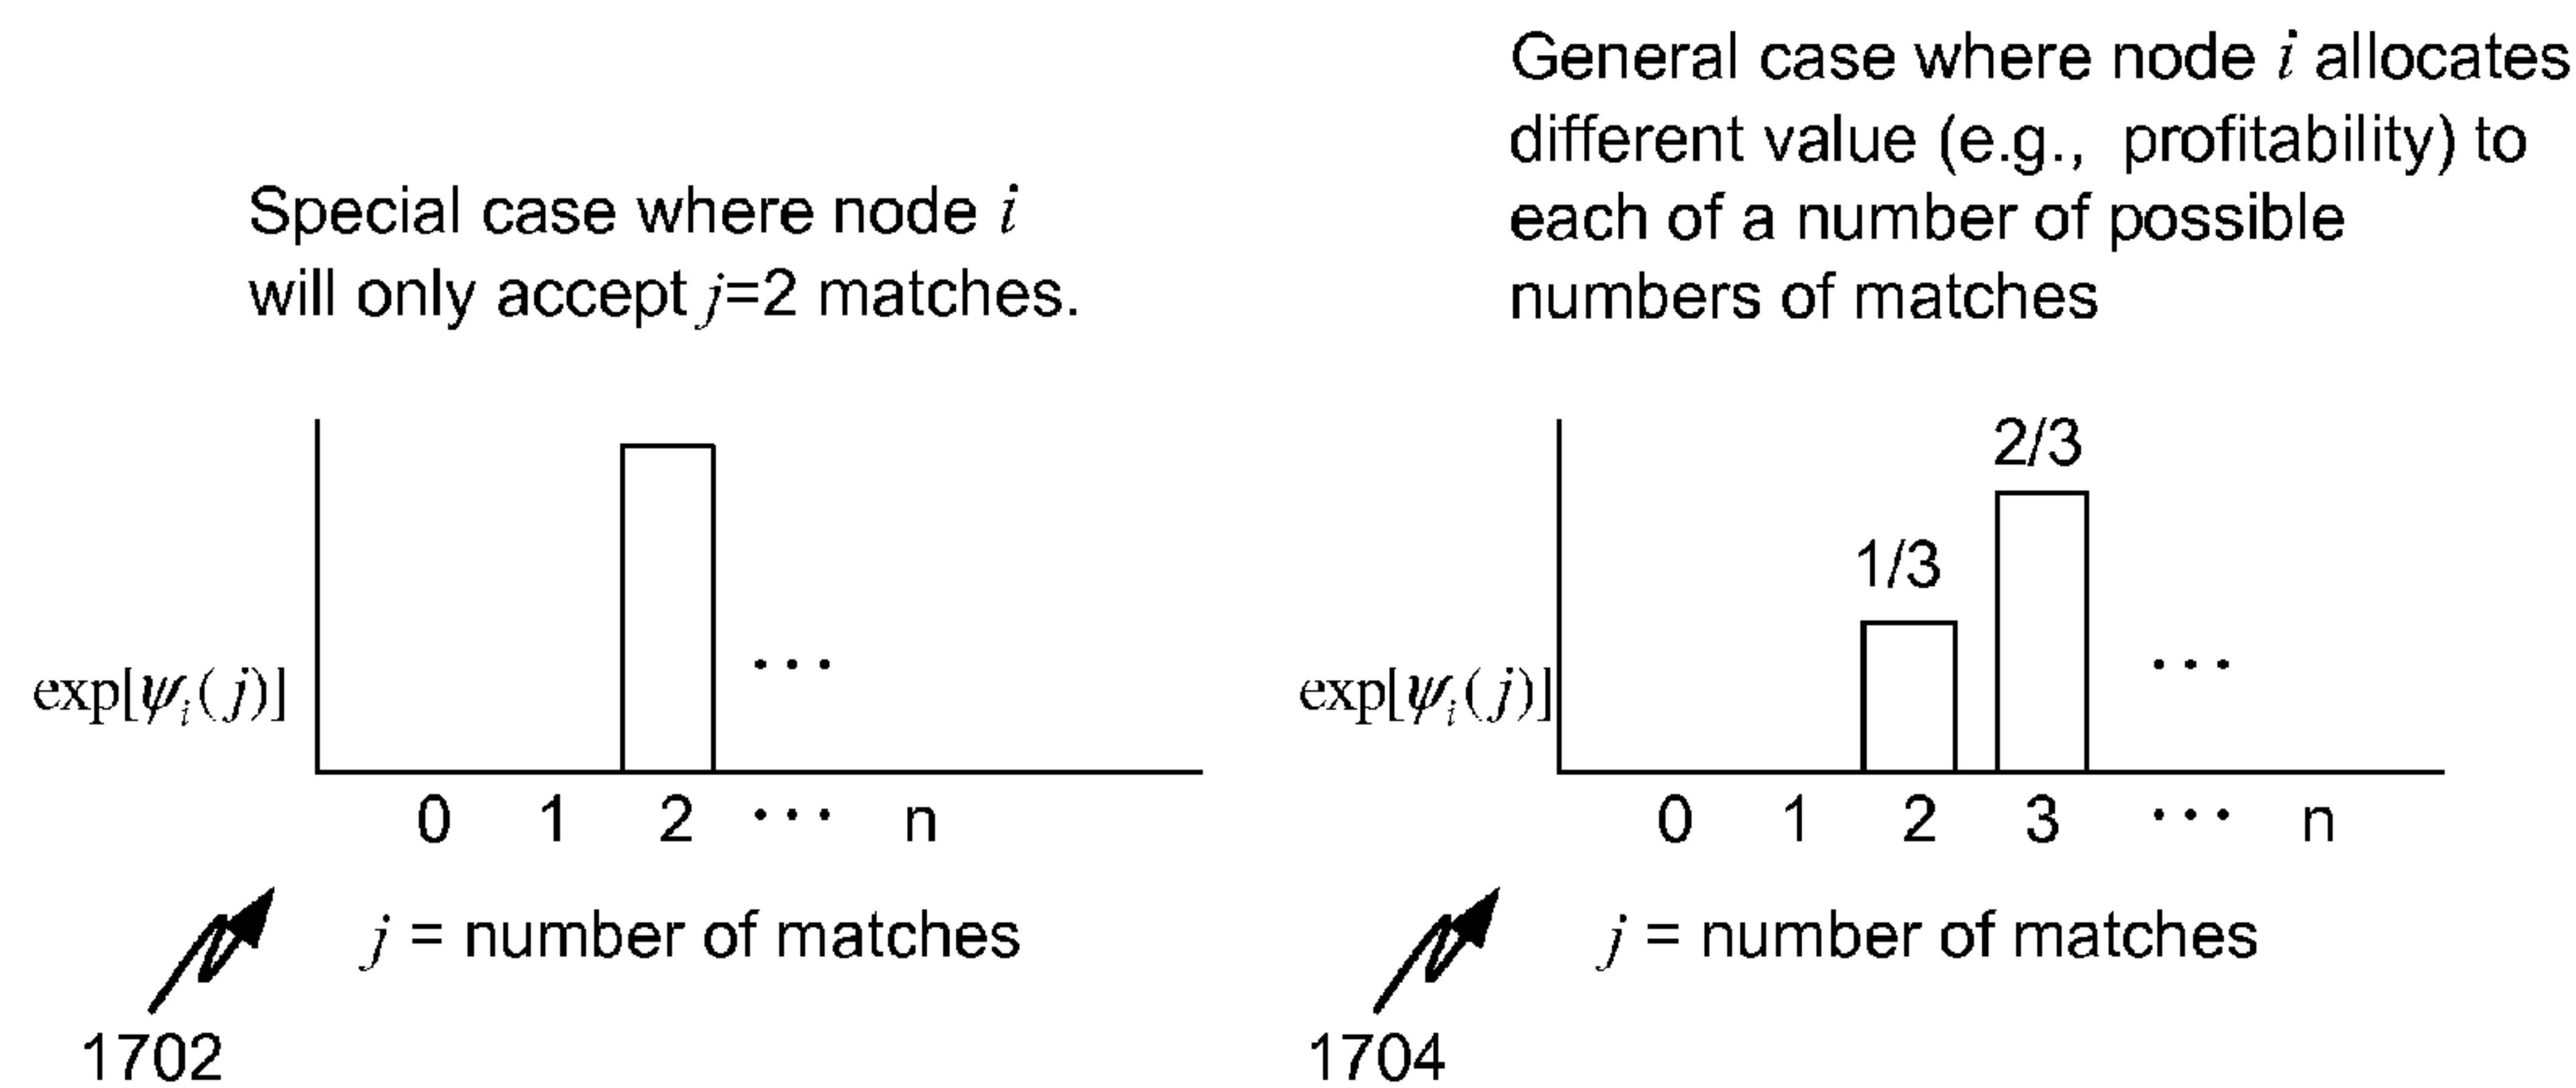 Special case where node i
will only accept j=2 matches.
exp[ψi(j)]
...
0 1 2 ... n
j = number of matches
1702
General case where node i allocates
different value (e.g., profitability) to
each of a number of possible
numbers of matches
2/3
1/3
exp[ψi(j)]
...
0 1 2 3 ... n
j = number of matches
1704